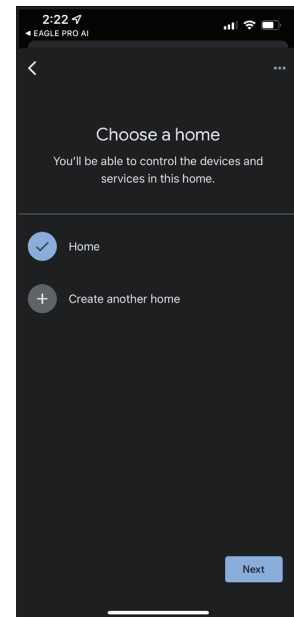 2:22
◀ EAGLE PRO AI
Choose a home
You'll be able to control the devices and
services in this home.
Home
Create another home
Next